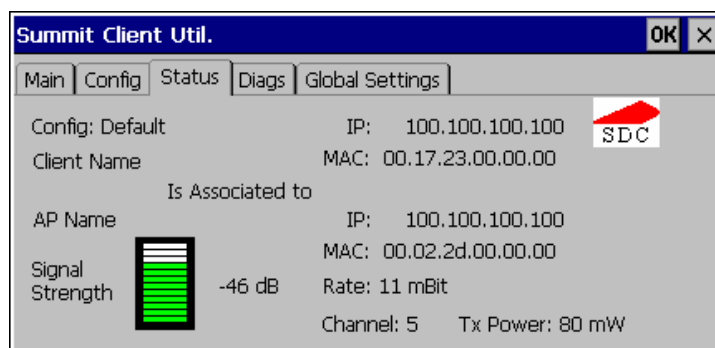 Summit Client Util. OK ×
Main Config Status Diags Global Settings
Config: Default IP: 100.100.100.100 SDC
Client Name MAC: 00.17.23.00.00.00
Is Associated to
AP Name IP: 100.100.100.100
MAC: 00.02.2d.00.00.00
Signal Strength -46 dB Rate: 11 mBit
Channel: 5 Tx Power: 80 mW